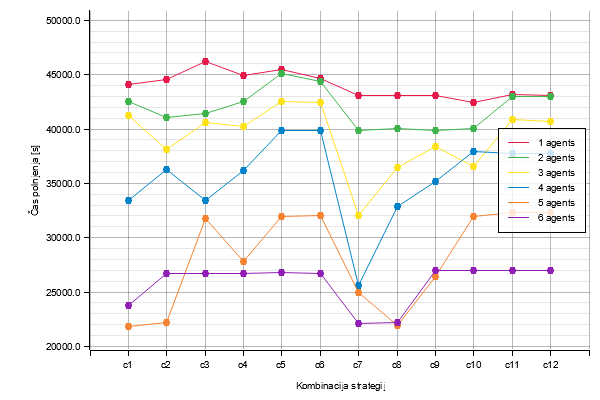 50000.0
45000.0
40000.0
35000.0
30000.0
25000.0
20000.0
Čas polnjenja [s]
c1 c2 c3 c4 c5 c6 c7 c8 c9 c10 c11 c12
Kombinacija strategij
1 agents
2 agents
3 agents
4 agents
5 agents
6 agents